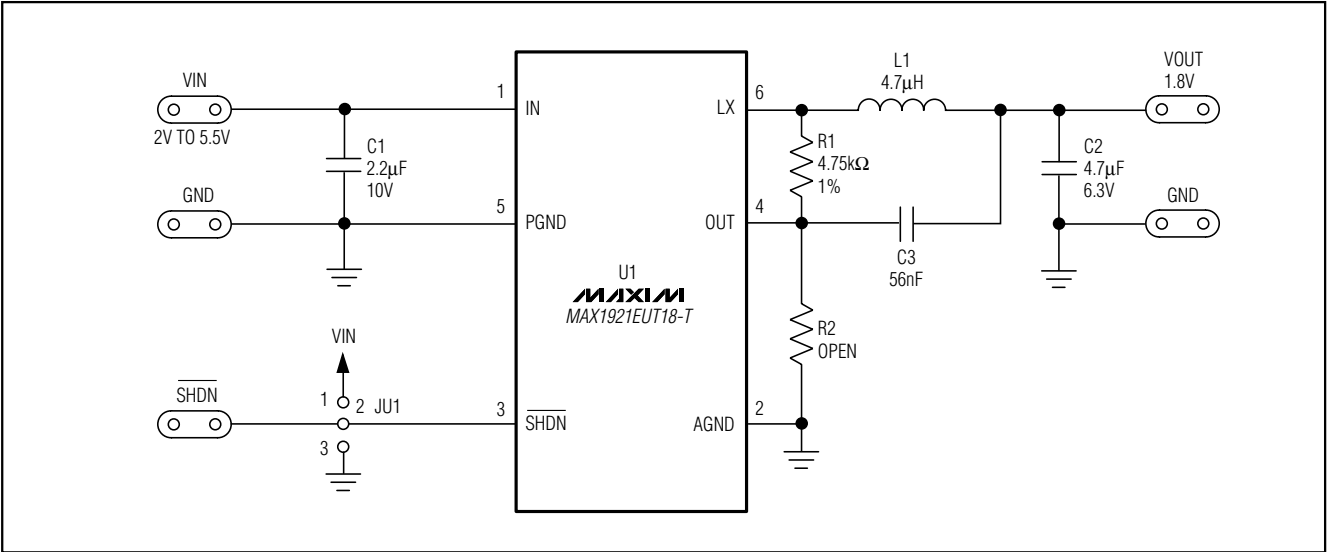 VIN
2V TO 5.5V
1
IN
C1
2.2μF
10V
GND
5
PGND
VIN
SHDN
1
2
JU1
3
3
SHDN
U1
MAXIM
MAX1921EUT18-T
LX
6
L1
4.7μH
R1
4.75kΩ
1%
OUT
4
C3
56nF
R2
OPEN
AGND
2
VOUT
1.8V
C2
4.7μF
6.3V
GND